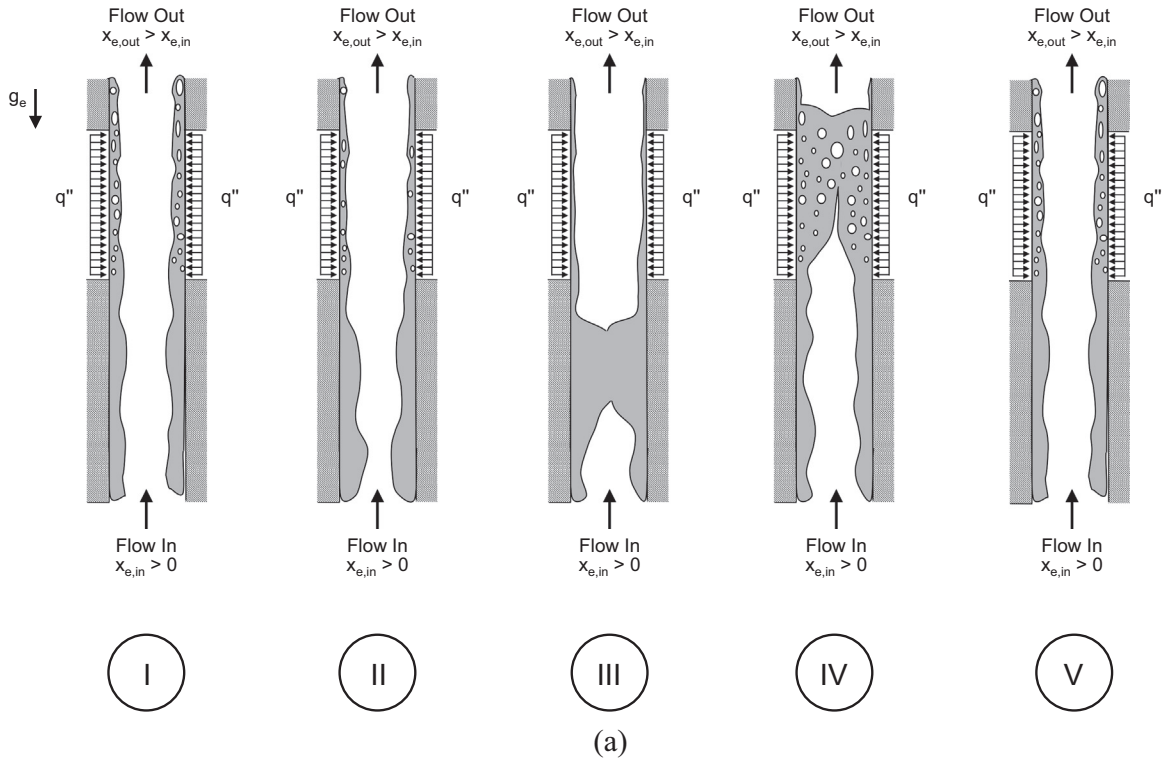 Flow Out
x_e,out > x_e,in
Flow Out
x_e,out > x_e,in
Flow Out
x_e,out > x_e,in
Flow Out
x_e,out > x_e,in
Flow Out
x_e,out > x_e,in
g_e
q" q" q" q" q" q" q" q" q" q"
Flow In
x_e,in > 0
Flow In
x_e,in > 0
Flow In
x_e,in > 0
Flow In
x_e,in > 0
Flow In
x_e,in > 0
I II III IV V
(a)